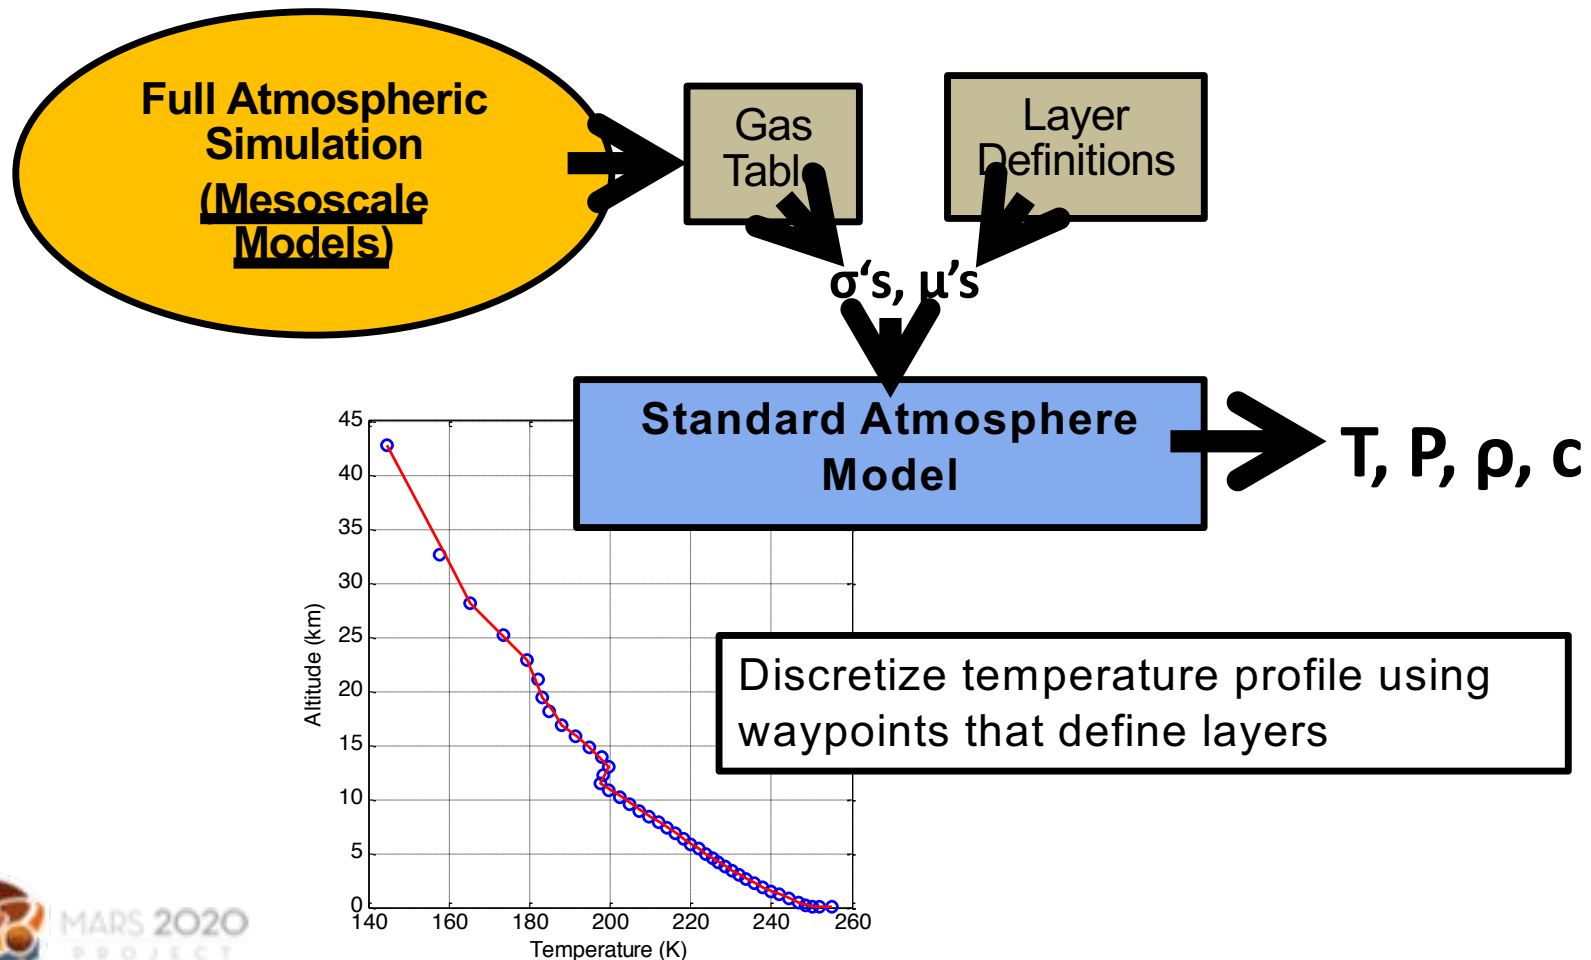 Full Atmospheric
Simulation
(Mesoscale
Models)
Gas
Tabl
Layer
Definitions
σ‘s, μ’s
Standard Atmosphere
Model
T, P, ρ, c
45
40
35
30
25
20
15
10
5
0
Altitude (km)
140 160 180 200 220 240 260
Temperature (K)
Discretize temperature profile using
waypoints that define layers
MARS 2020
PROJECT